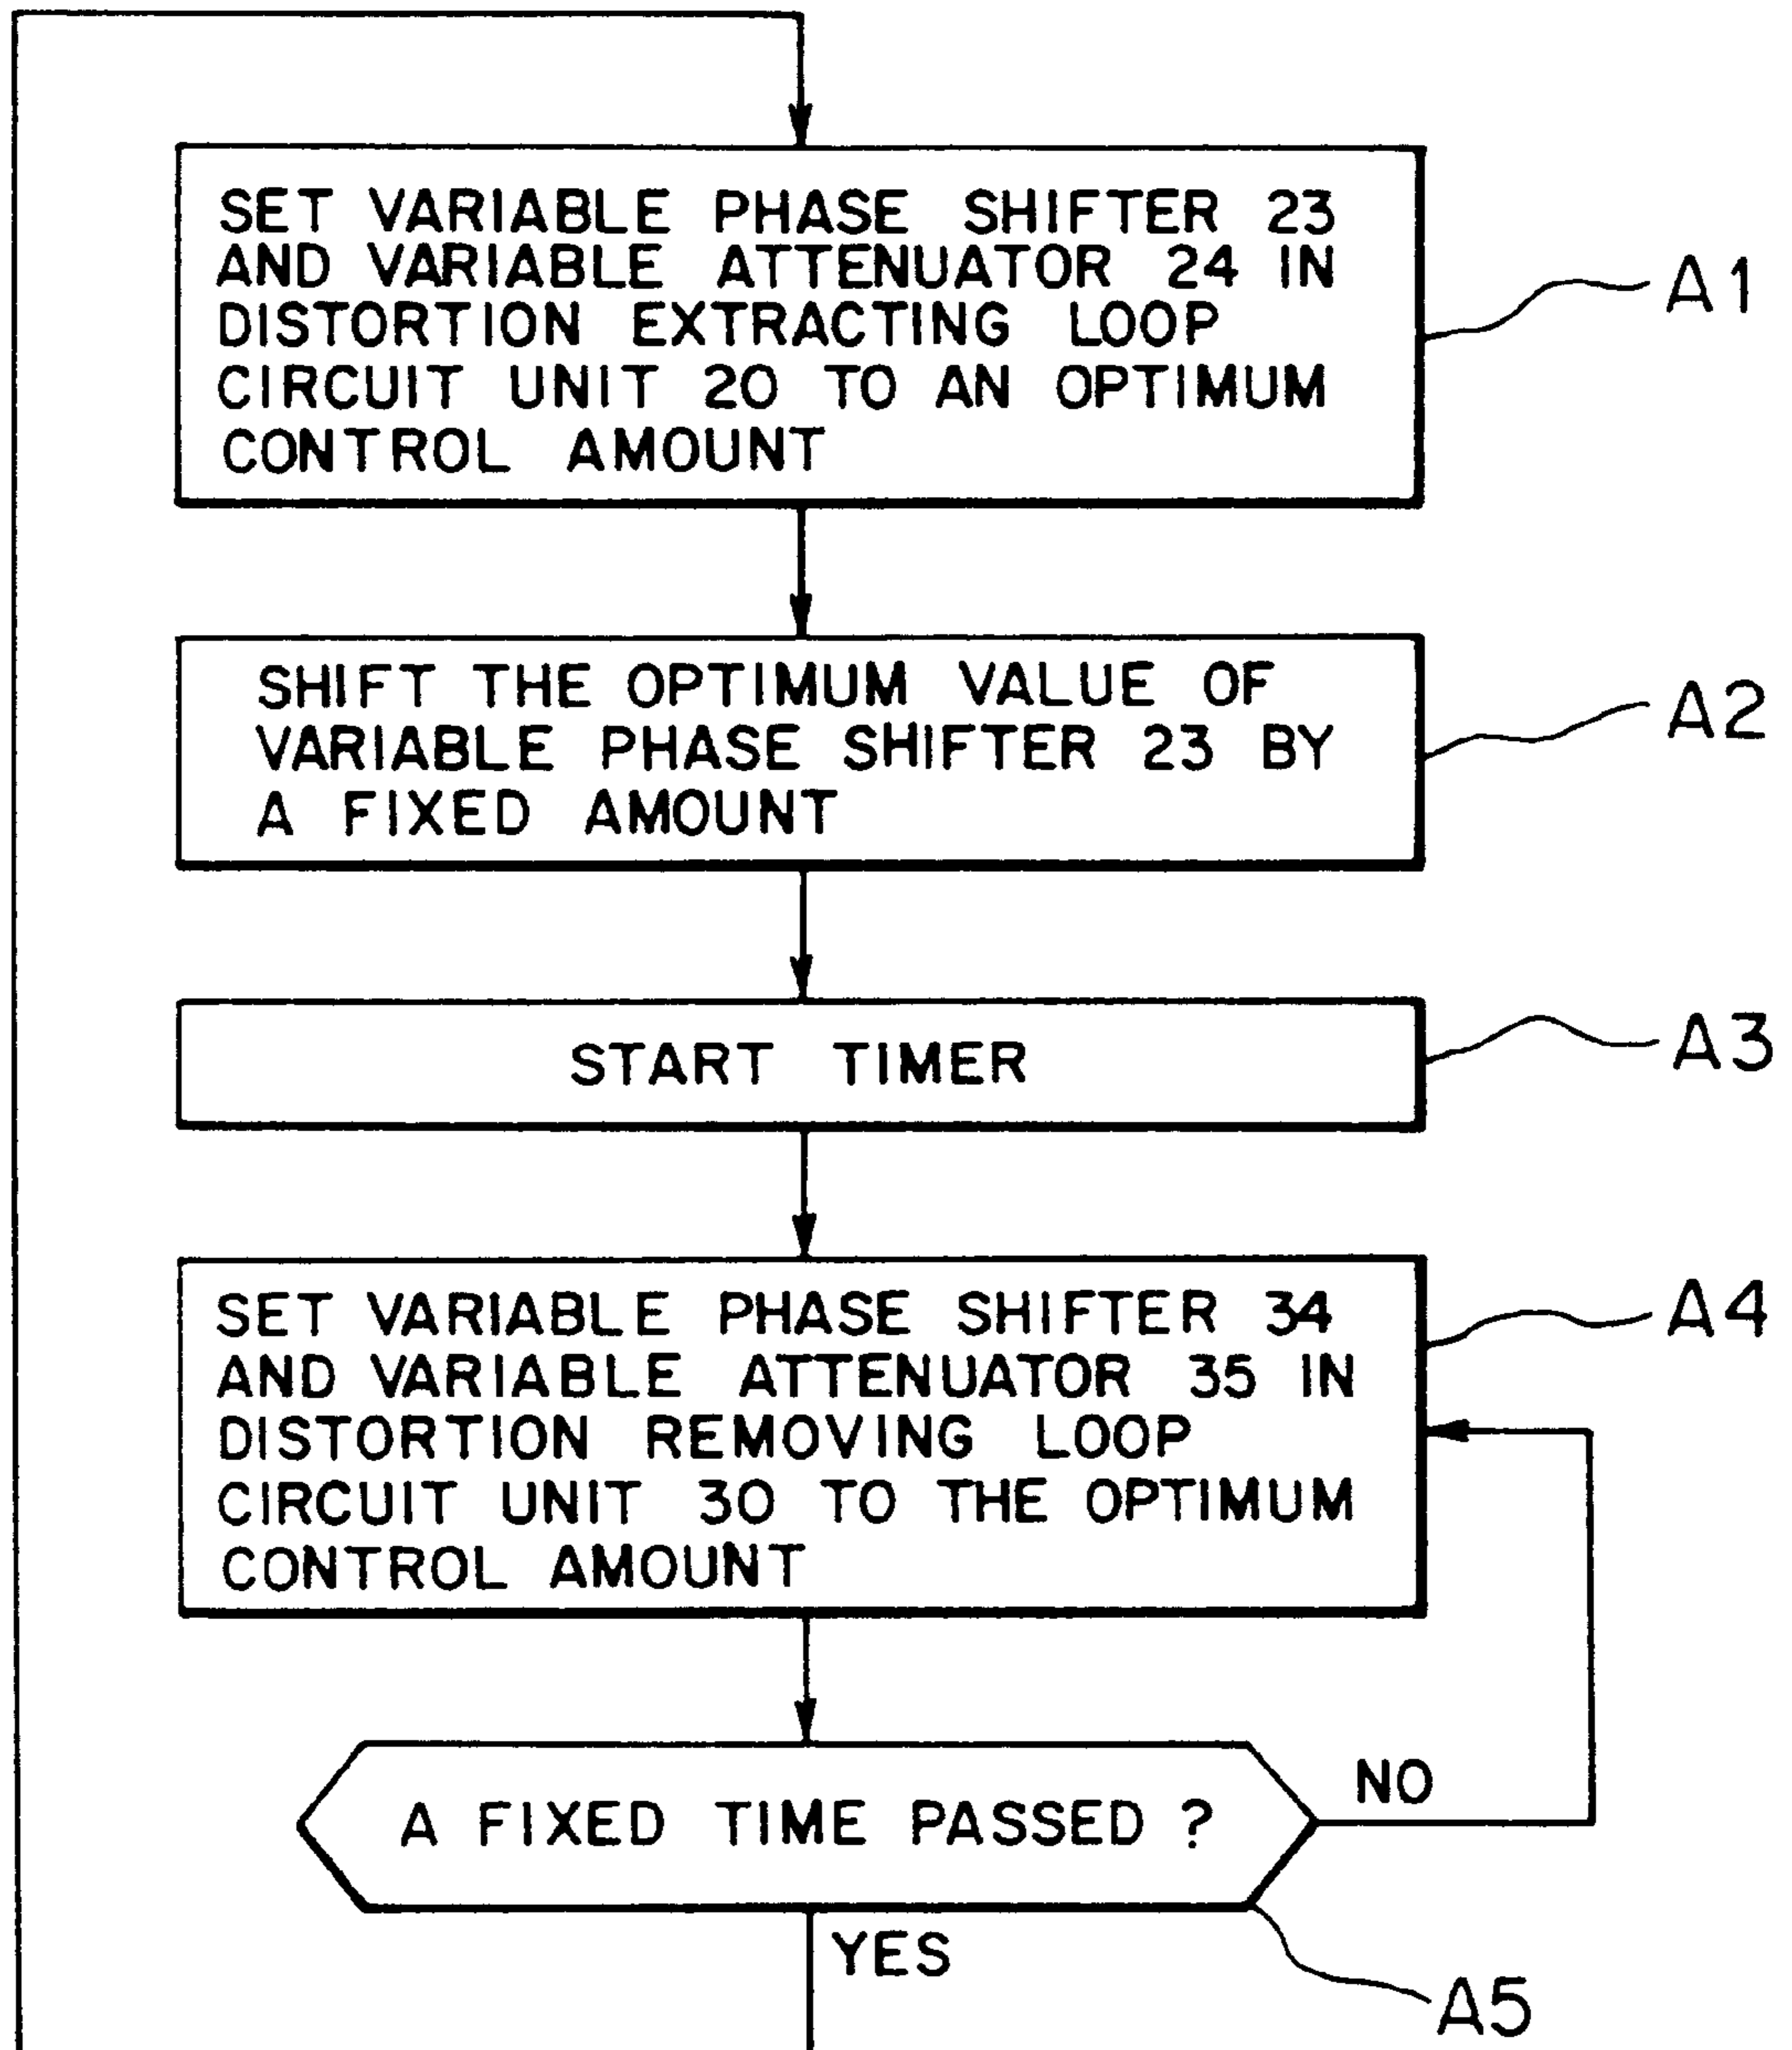 SET VARIABLE PHASE SHIFTER 23
AND VARIABLE ATTENUATOR 24 IN
DISTORTION EXTRACTING LOOP
CIRCUIT UNIT 20 TO AN OPTIMUM
CONTROL AMOUNT
A1
SHIFT THE OPTIMUM VALUE OF
VARIABLE PHASE SHIFTER 23 BY
A FIXED AMOUNT
A2
START TIMER
A3
SET VARIABLE PHASE SHIFTER 34
AND VARIABLE ATTENUATOR 35 IN
DISTORTION REMOVING LOOP
CIRCUIT UNIT 30 TO THE OPTIMUM
CONTROL AMOUNT
A4
A FIXED TIME PASSED ?
NO
YES
A5